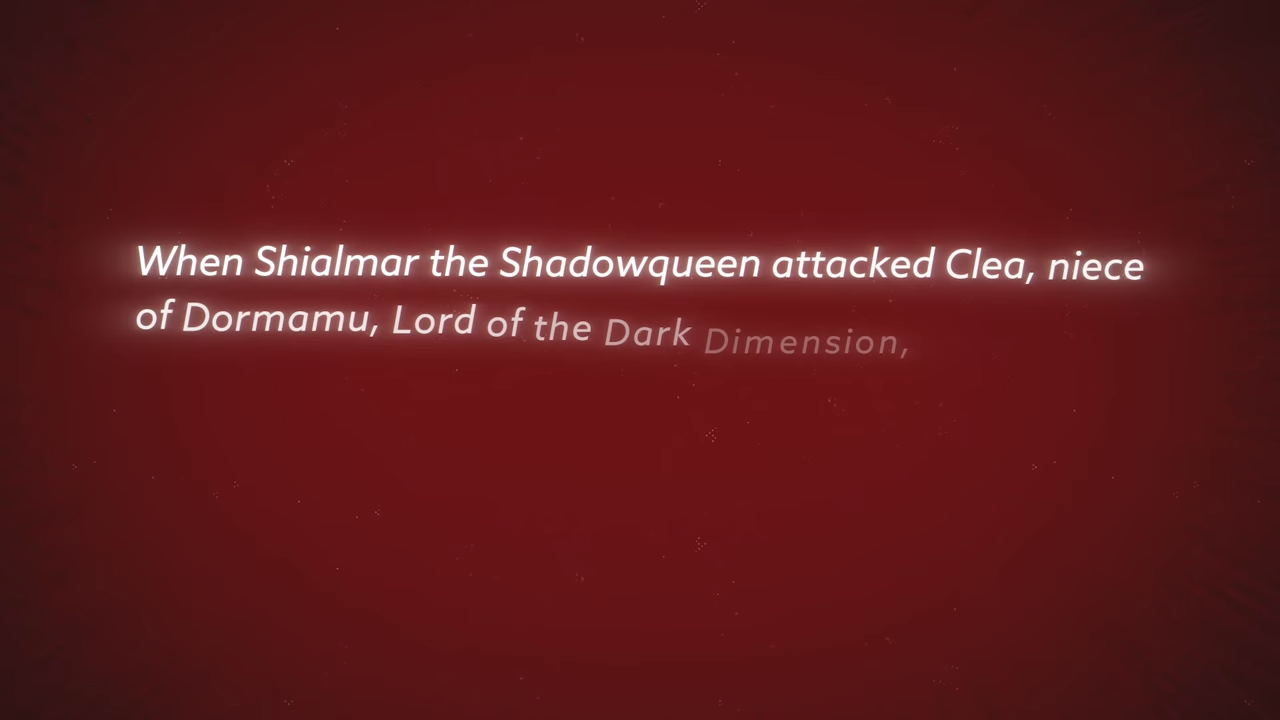 When Shialmar the Shadowqueen attacked Clea, niece
of Dormamu, Lord of the Dark Dimension,